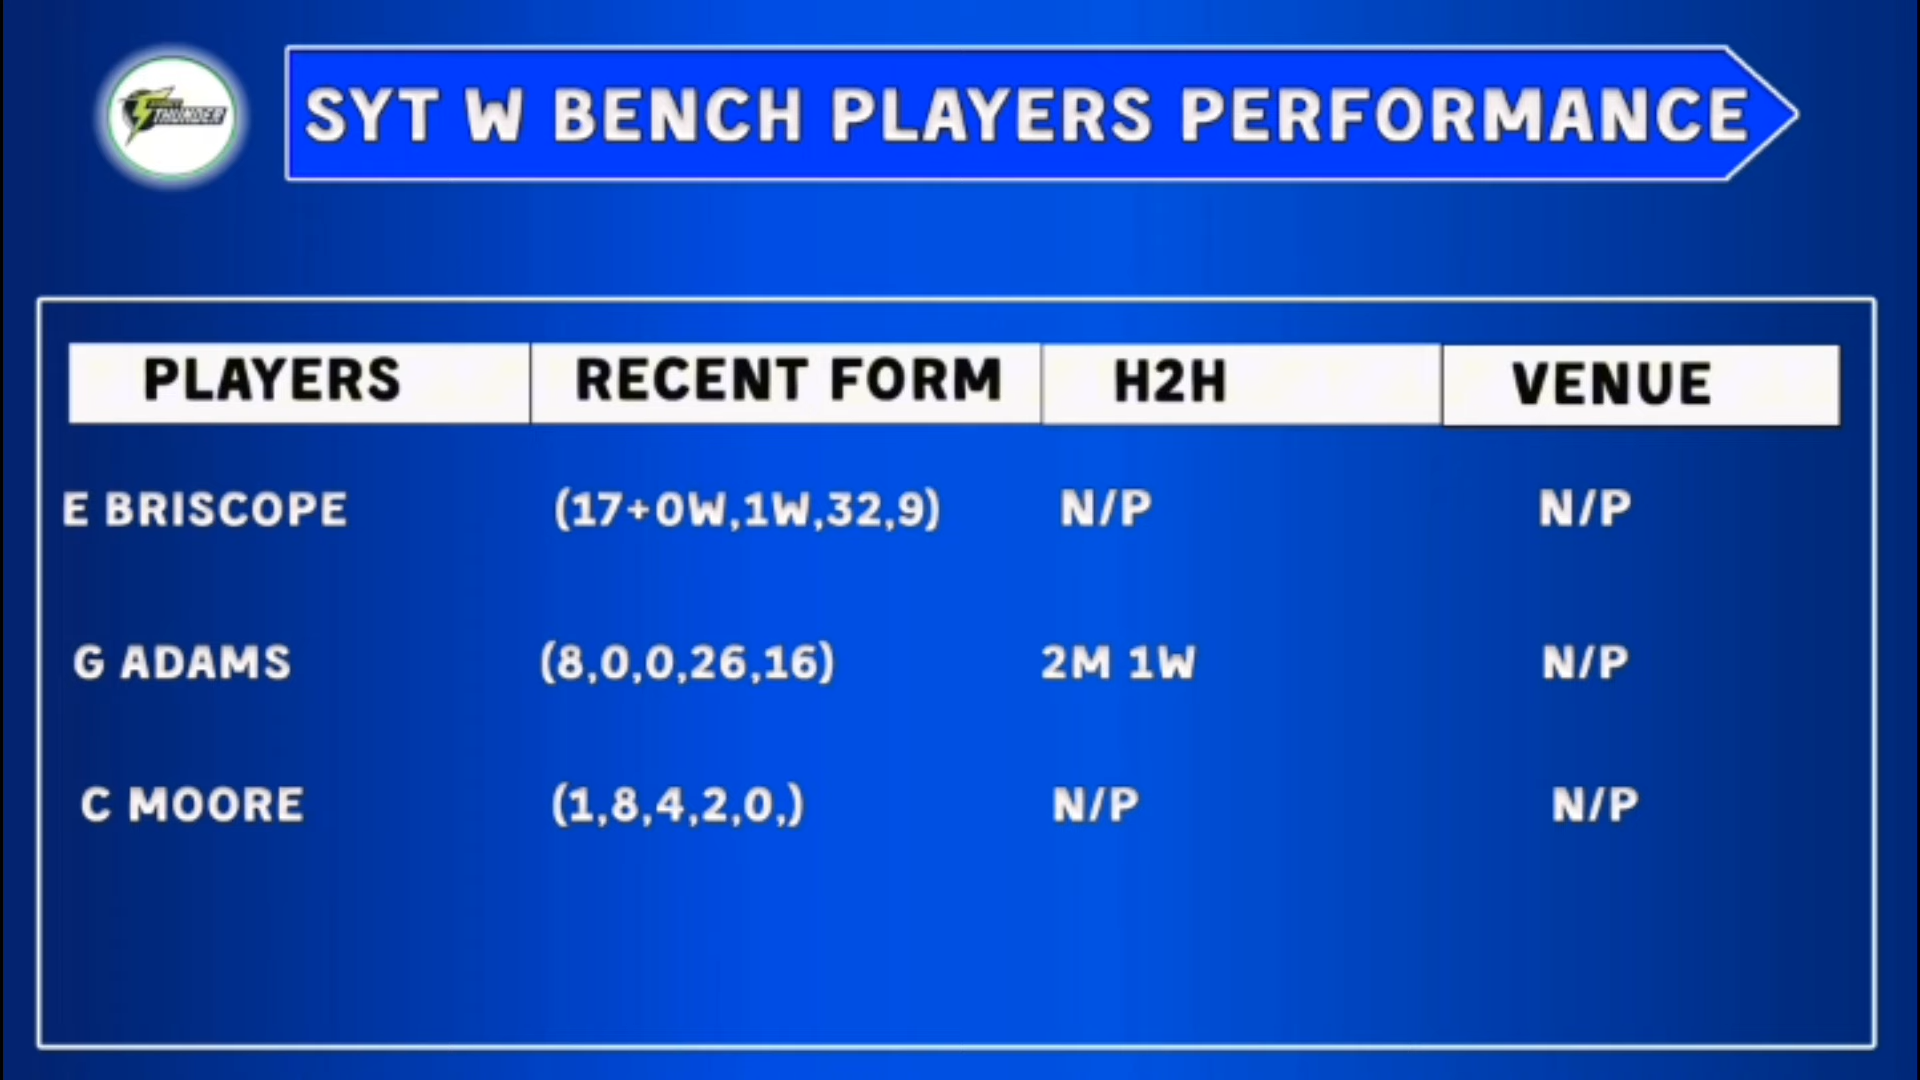 THUNDER
SYT W BENCH PLAYERS PERFORMANCE
PLAYERS RECENT FORM H2H VENUE
E BRISCOPE (17+0W,1W,32,9) N/P N/P
G ADAMS (8,0,0,26,16) 2M 1W N/P
C MOORE (1,8,4,2,0,) N/P N/P